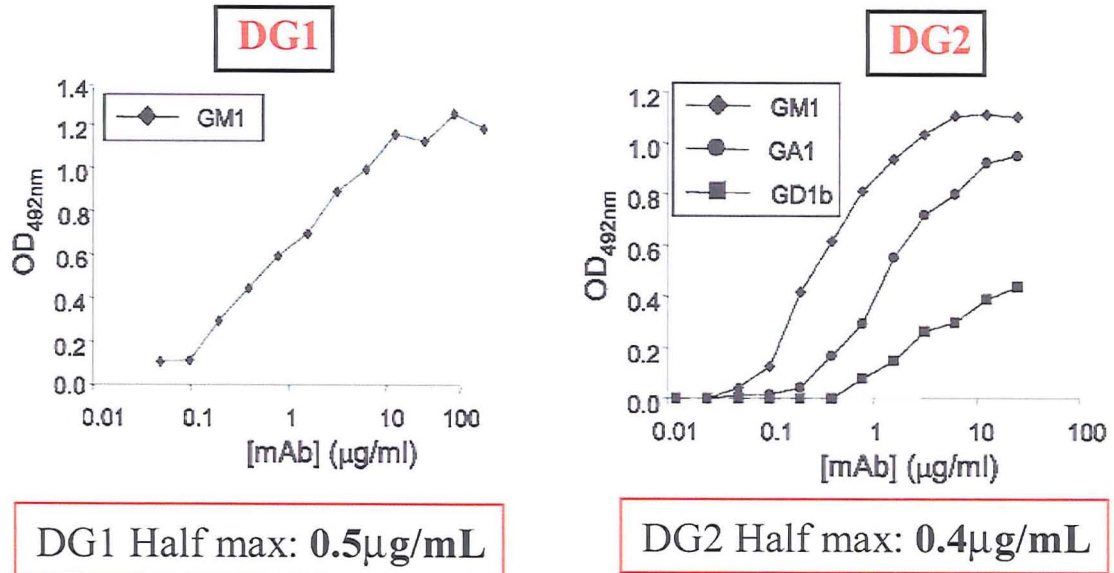 DG1
1.4
1.2
1.0
0.8
0.6
0.4
0.2
0.0
OD492nm
GM1
0.01 0.1 1 10 100
[mAb] (µg/ml)
DG1 Half max: 0.5µg/mL
DG2
1.2
1.0
0.8
0.6
0.4
0.2
0.0
OD492nm
GM1
GA1
GD1b
0.01 0.1 1 10 100
[mAb] (µg/ml)
DG2 Half max: 0.4µg/mL